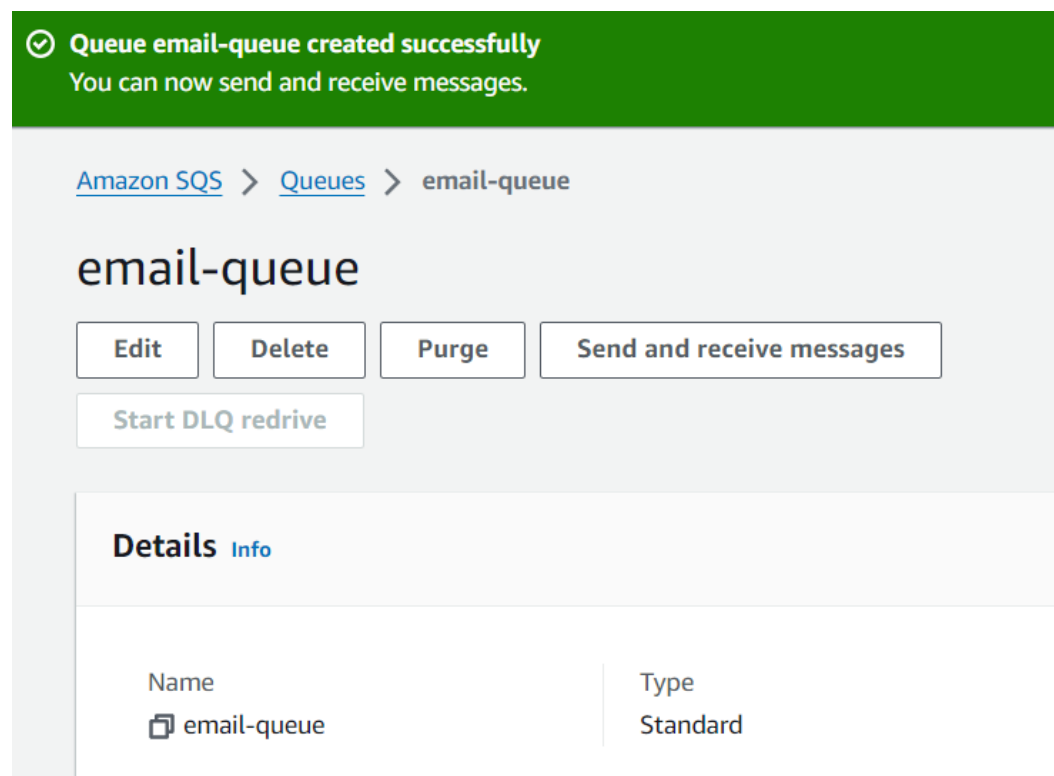 Queue email-queue created successfully
You can now send and receive messages.
Amazon SQS > Queues > email-queue
email-queue
Edit Delete Purge Send and receive messages
Start DLQ redrive
Details Info
Name Type
email-queue Standard